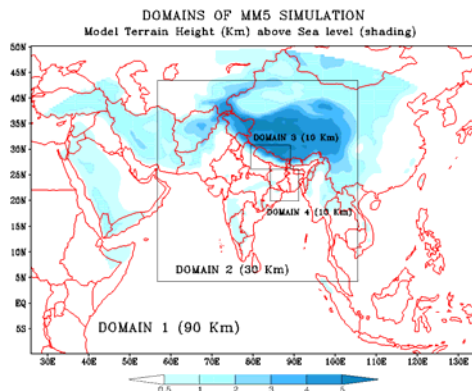 DOMAINS OF MM5 SIMULATION
Model Terrain Height (Km) above Sea level (shading)
50N
45N
40N
35N
30N
25N
20N
15N
10N
5N
EQ
5S
DOMAIN 3 (10 Km)
DOMAIN 4 (10 Km)
DOMAIN 2 (30 Km)
DOMAIN 1 (90 Km)
30E 40E 50E 60E 70E 80E 90E 100E 110E 120E
0.5 1 2 3 4 5